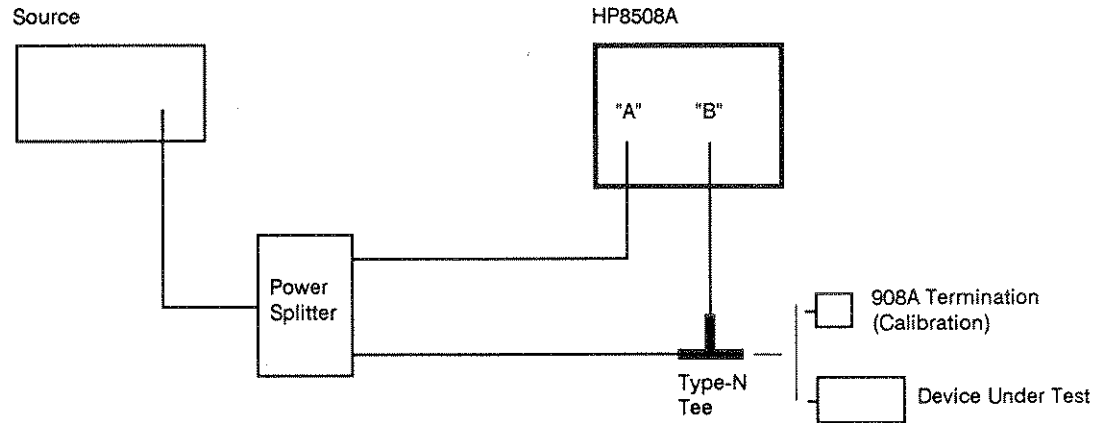 Source
HP8508A
"A"
"B"
Power
Splitter
908A Termination
(Calibration)
Type-N
Tee
Device Under Test